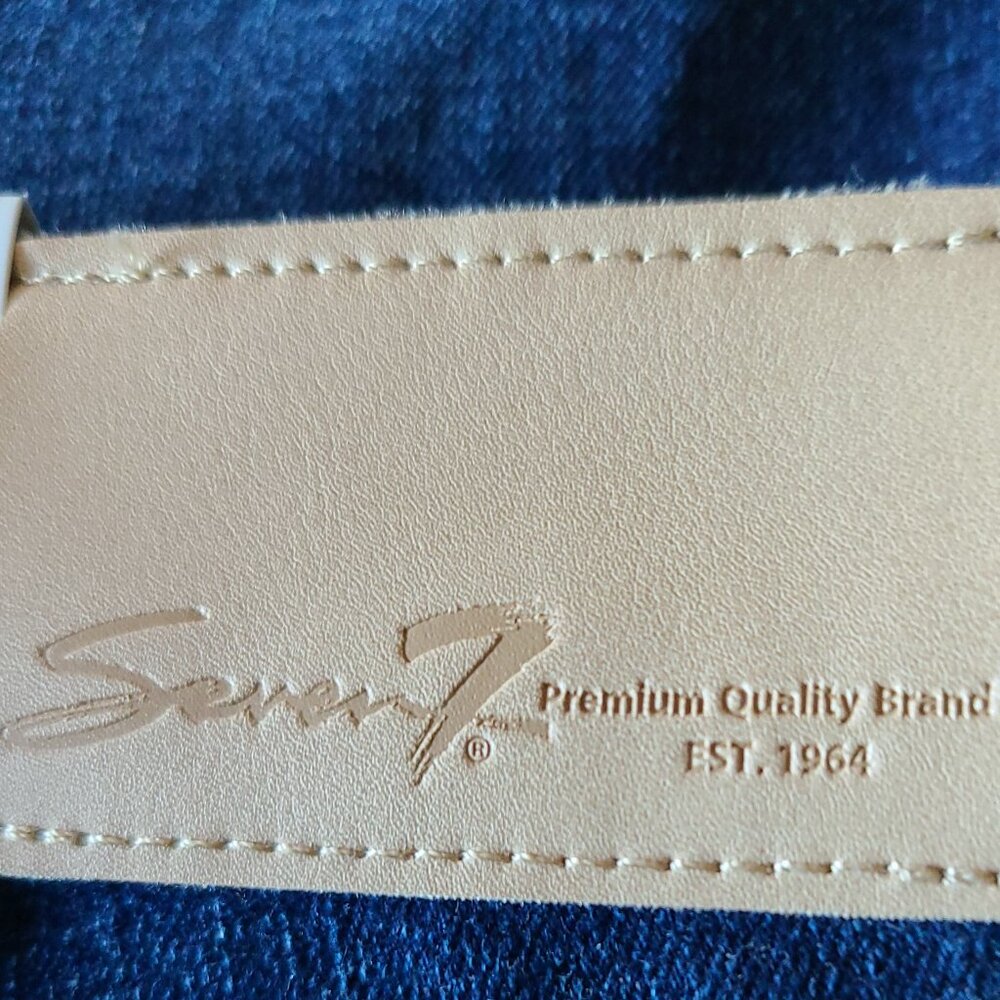 Seven7®
Premium Quality Brand
EST. 1964